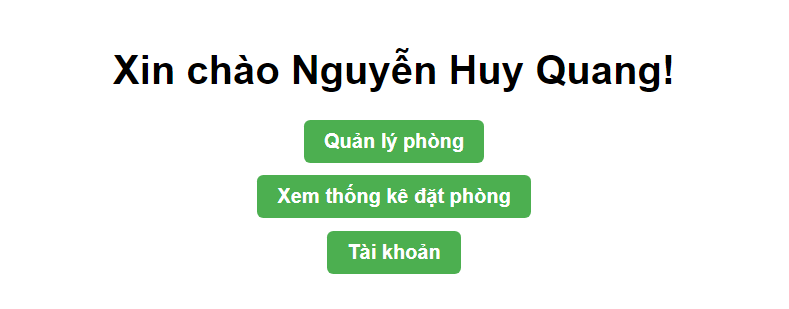 Xin chào Nguyễn Huy Quang!
Quản lý phòng
Xem thống kê đặt phòng
Tài khoản